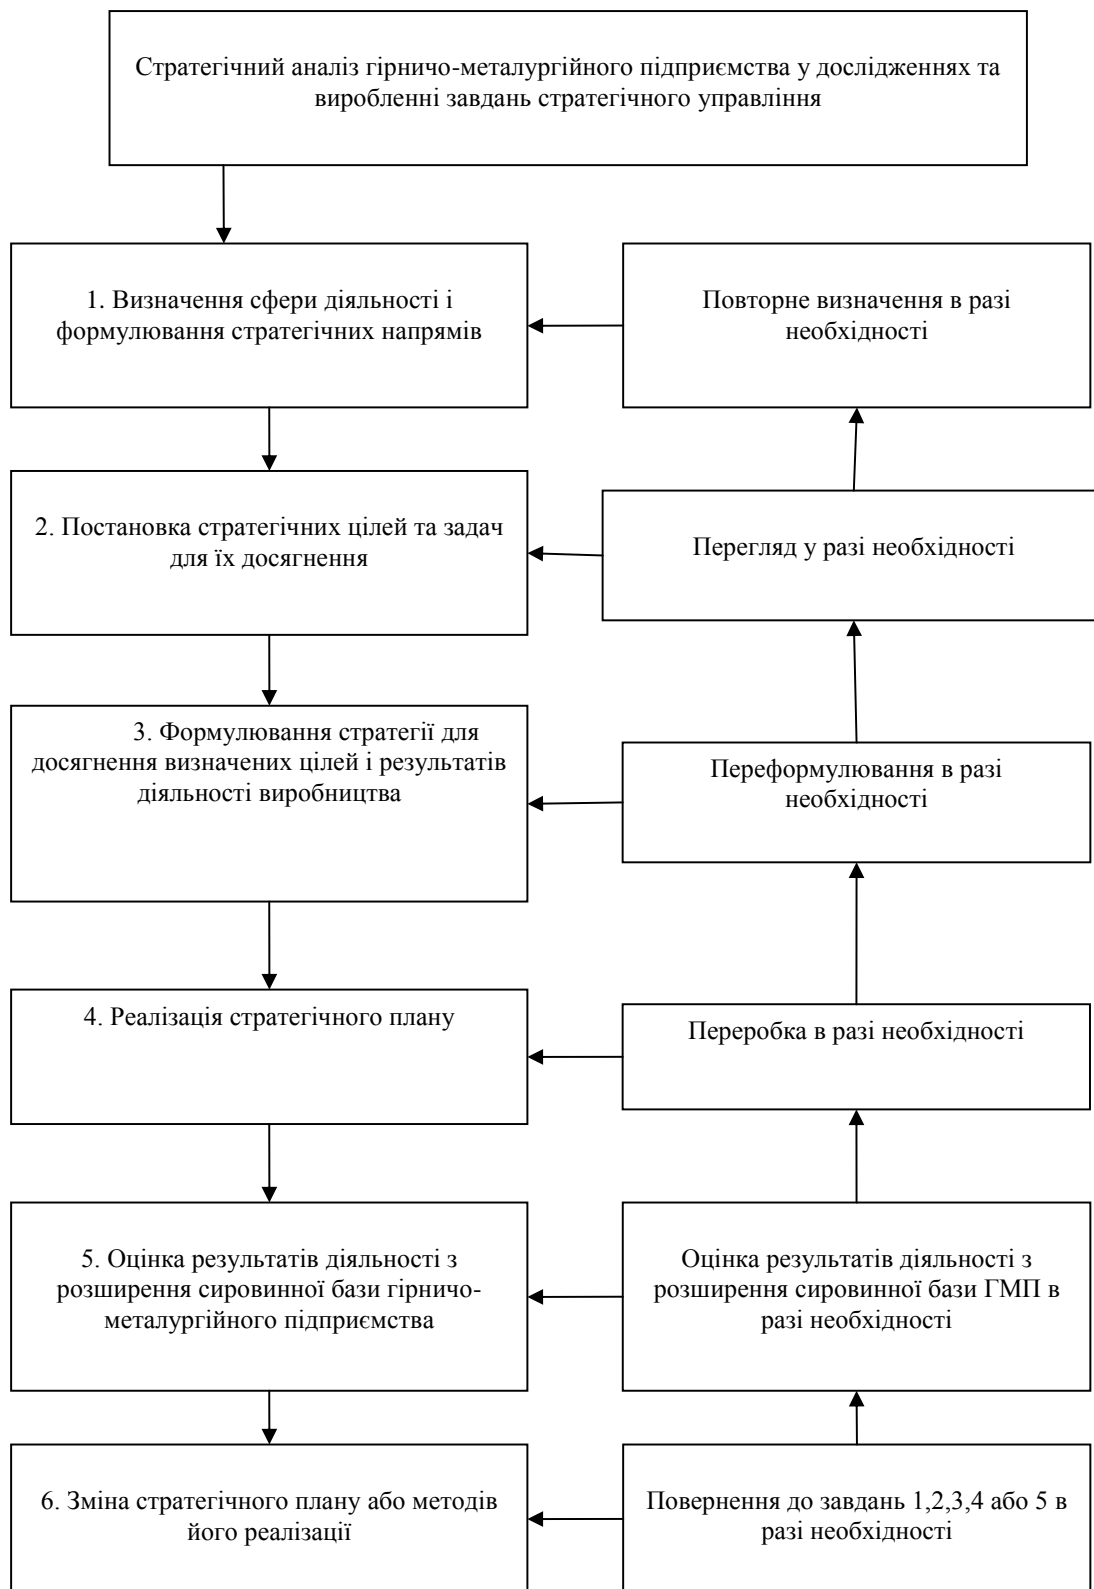 Стратегічний аналіз гірничо-металургійного підприємства у дослідженнях та
виробленні завдань стратегічного управління
1. Визначення сфери діяльності і
формулювання стратегічних напрямів
Повторне визначення в разі
необхідності
2. Постановка стратегічних цілей та задач
для їх досягнення
Перегляд у разі необхідності
3. Формулювання стратегії для
досягнення визначених цілей і результатів
діяльності виробництва
Переформулювання в разі
необхідності
4. Реалізація стратегічного плану
Переробка в разі необхідності
5. Оцінка результатів діяльності з
розширення сировинної бази гірничо-
металургійного підприємства
Оцінка результатів діяльності з
розширення сировинної бази ГМП в
разі необхідності
6. Зміна стратегічного плану або методів
його реалізації
Повернення до завдань 1,2,3,4 або 5 в
разі необхідності